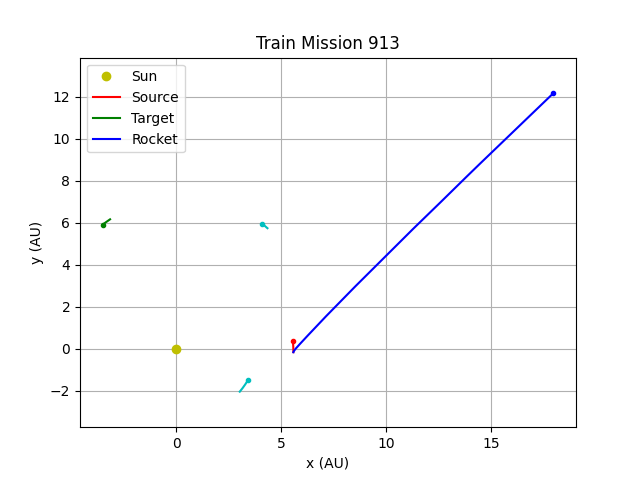 Train Mission 913
Sun
Source
Target
Rocket
y (AU)
12
10
8
6
4
2
0
−2
0
5
10
15
x (AU)